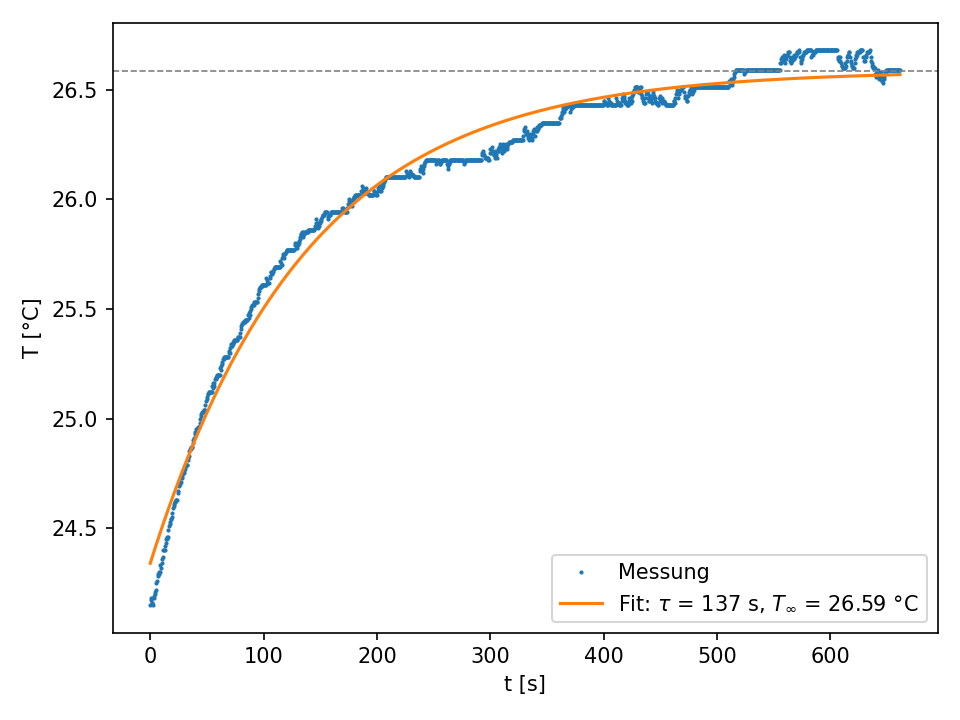 T [°C]
26.5
26.0
25.5
25.0
24.5
0 100 200 300 400 500 600
t [s]
Messung
Fit: τ = 137 s, T∞ = 26.59 °C